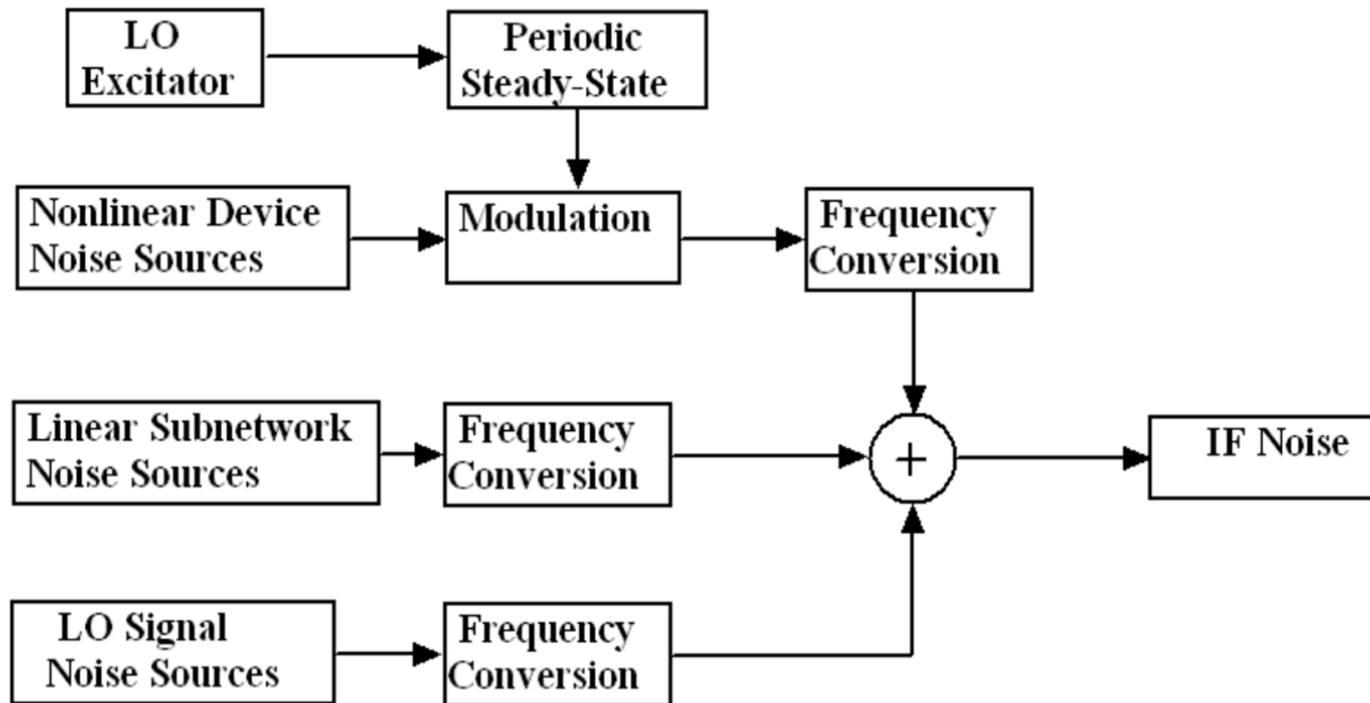 LO
Excitator
Periodic
Steady-State
Nonlinear Device
Noise Sources
Modulation
Frequency
Conversion
Linear Subnetwork
Noise Sources
Frequency
Conversion
+
IF Noise
LO Signal
Noise Sources
Frequency
Conversion